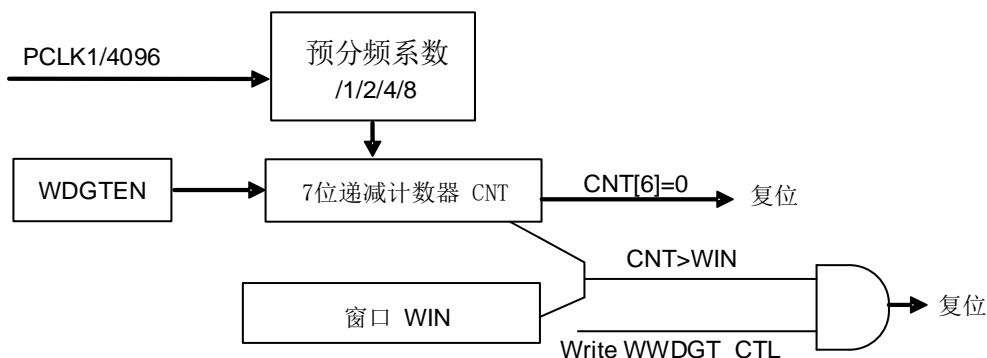 PCLK1/4096
预分频系数
/1/2/4/8
WDGTEN
7位递减计数器 CNT
CNT[6]=0
复位
CNT>WIN
窗口 WIN
复位
Write WWDGT_CTL